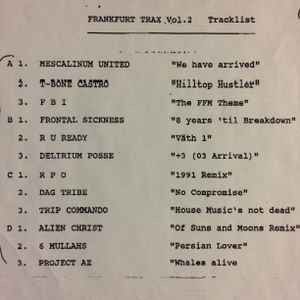 FRANKFURT TRAX Vol.2 Tracklist
A 1. MESCALINUM UNITED "We have arrived"
2. T-BONE CASTRO "Hilltop Hustler"
3. F B I "The FFM Theme"
B 1. FRONTAL SICKNESS "8 years 'til Breakdown"
2. R U READY "Väth 1"
3. DELIRIUM POSSE "+3 (03 Arrival)"
C 1. R P O "1991 Remix"
2. DAG TRIBE "No Compromise"
3. TRIP COMMANDO "House Music's not dead"
D 1. ALIEN CHRIST "Of Suns and Moons Remix"
2. 6 MULLAHS "Persian Lover"
3. PROJECT AE "Whales alive